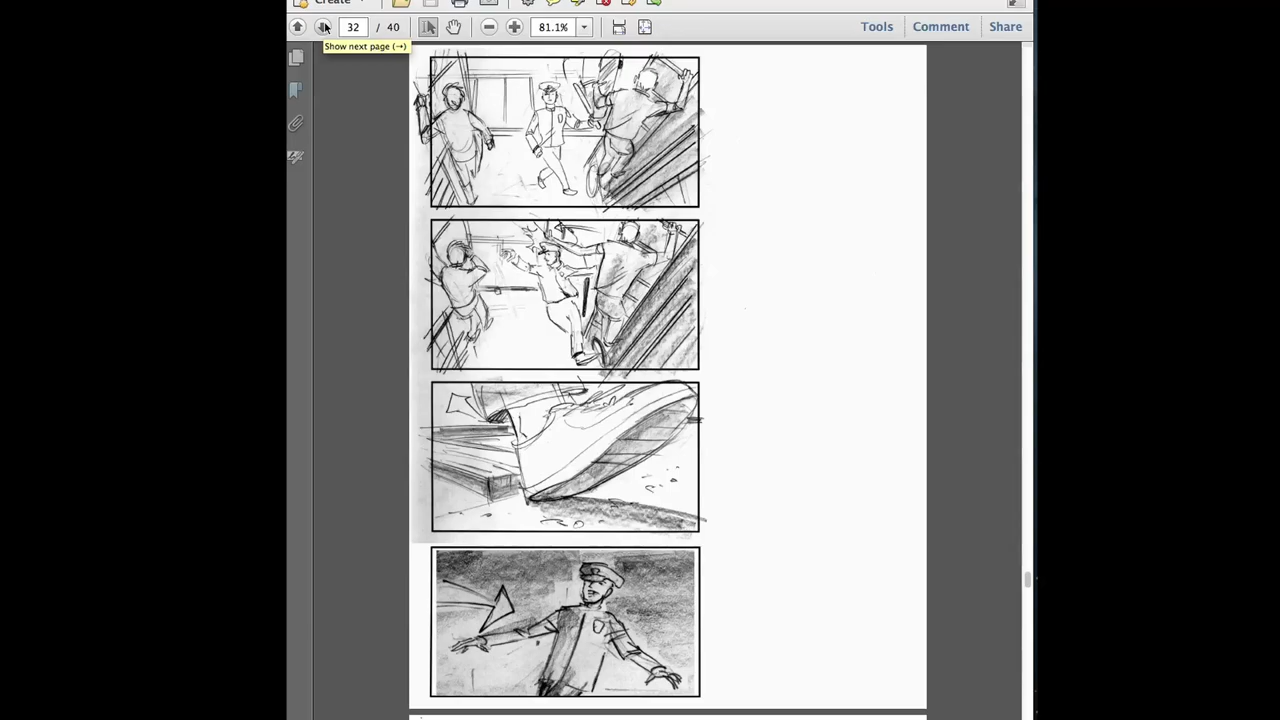 Create
32 / 40 81.1% Tools Comment Share
Show next page (→)